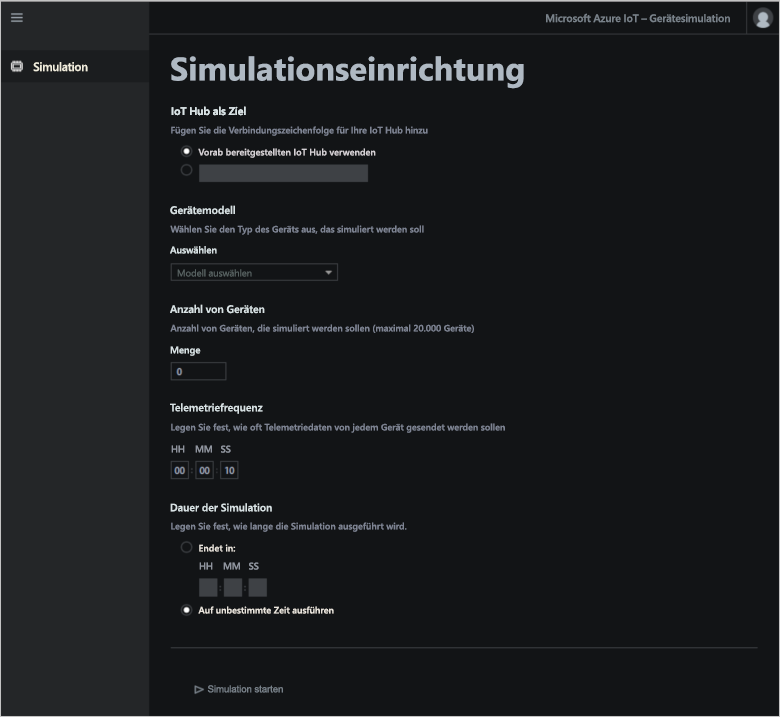 Microsoft Azure IoT – Gerätesimulation
Simulation
Simulationseinrichtung
IoT Hub als Ziel
Fügen Sie die Verbindungszeichenfolge für Ihre IoT Hub hinzu
Vorab bereitgestellten IoT Hub verwenden
Gerätemodell
Wählen Sie den Typ des Geräts aus, das simuliert werden soll
Auswählen
Modell auswählen
Anzahl von Geräten
Anzahl von Geräten, die simuliert werden sollen (maximal 20.000 Geräte)
Menge
0
Telemetriefrequenz
Legen Sie fest, wie oft Telemetriedaten von jedem Gerät gesendet werden sollen
HH MM SS
00 : 00 : 10
Dauer der Simulation
Legen Sie fest, wie lange die Simulation ausgeführt wird.
Endet in:
HH MM SS
: :
Auf unbestimmte Zeit ausführen
Simulation starten